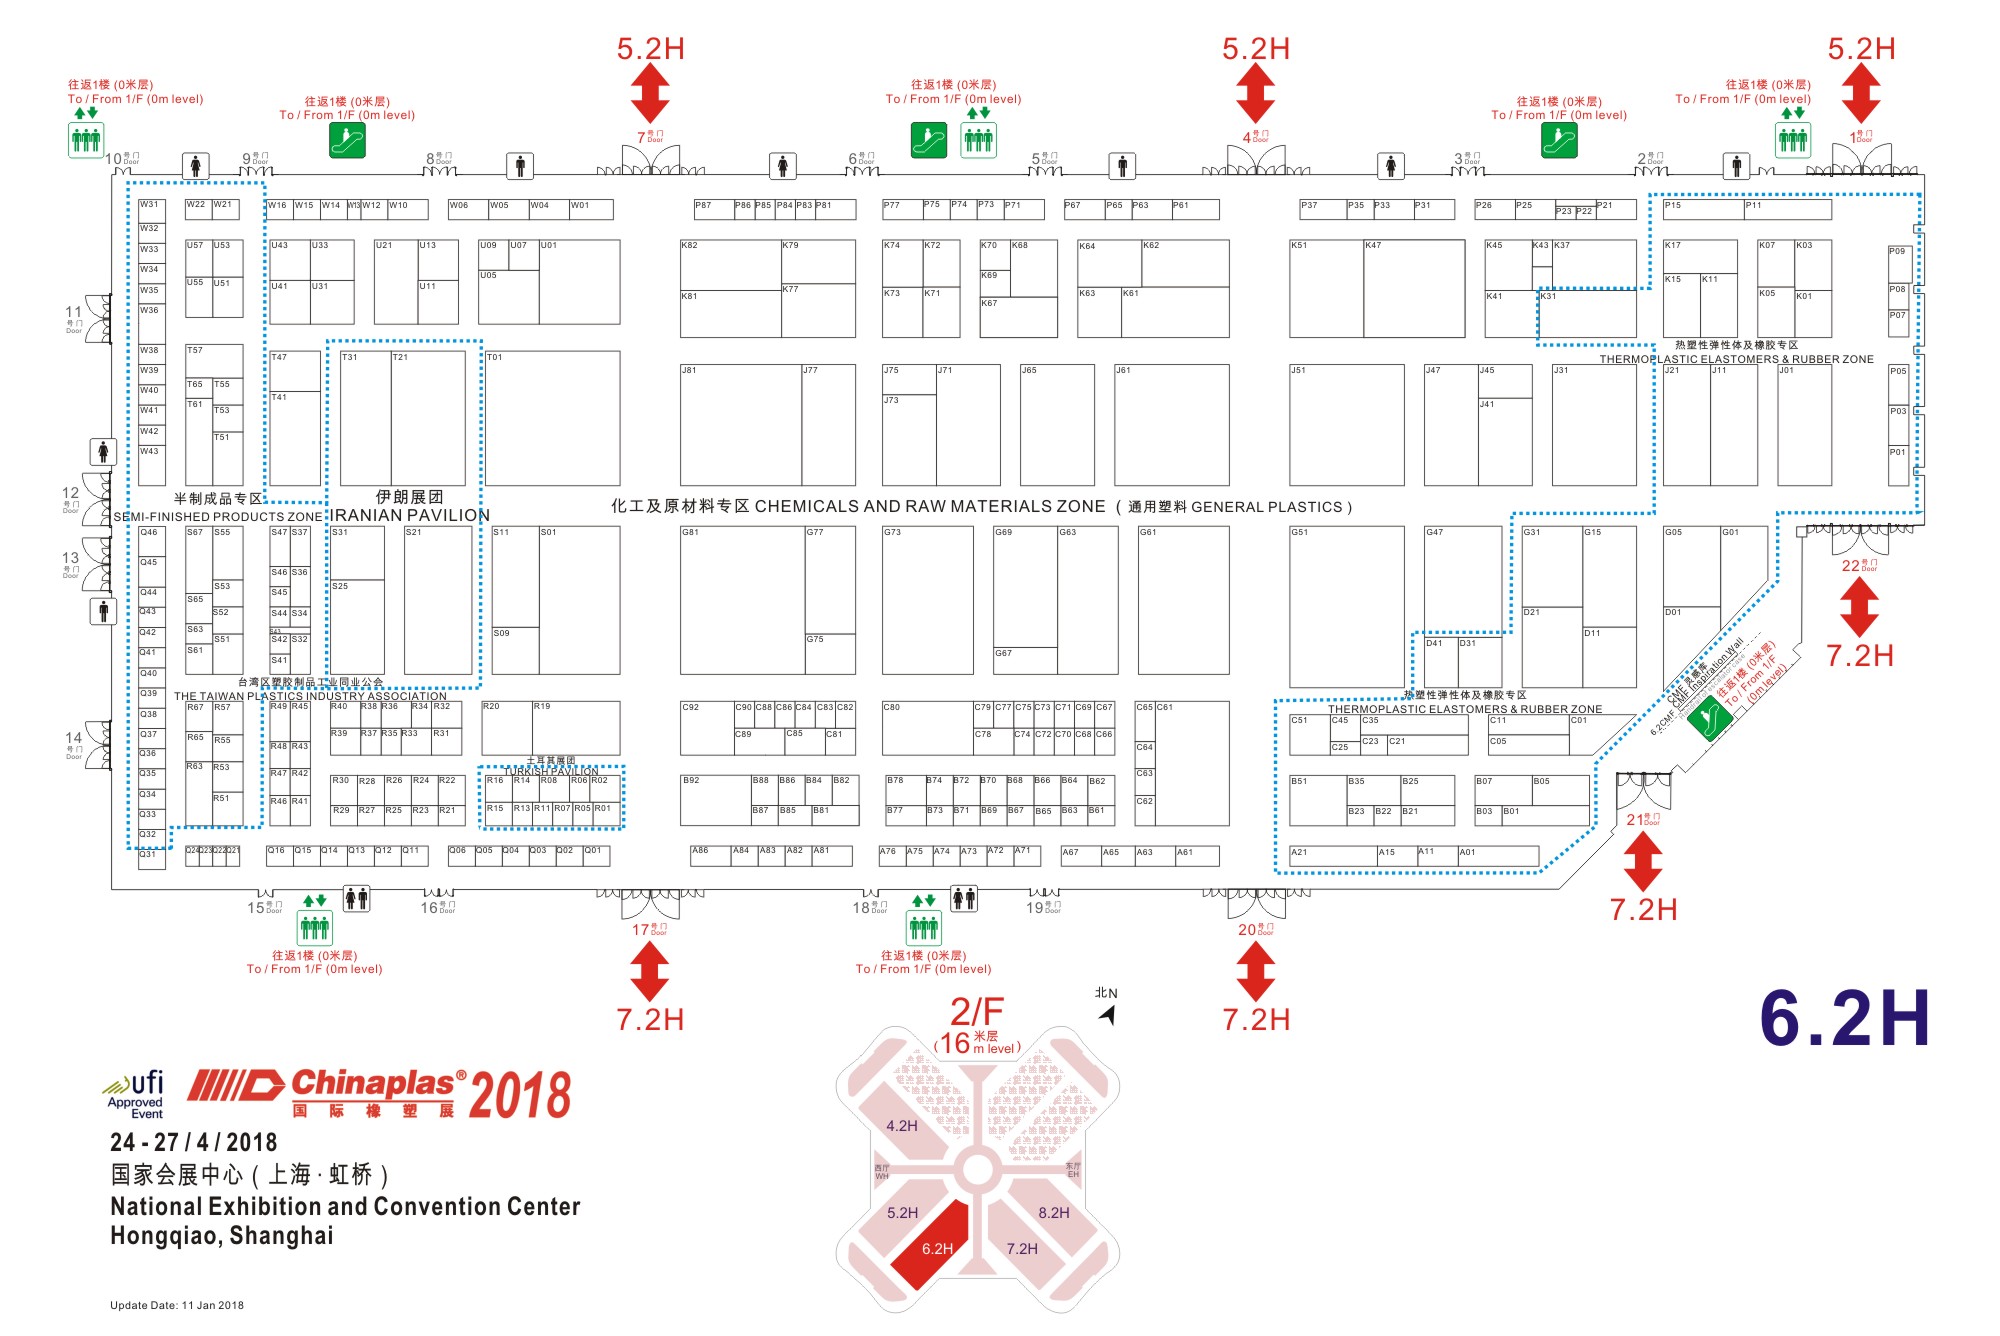 5.2H
5.2H
5.2H
往返1楼 (0米层)
To / From 1/F (0m level)
往返1楼 (0米层)
To / From 1/F (0m level)
往返1楼 (0米层)
To / From 1/F (0m level)
往返1楼 (0米层)
To / From 1/F (0m level)
往返1楼 (0米层)
To / From 1/F (0m level)
10号门 Door
9号门 Door
8号门 Door
7号门 Door
6号门 Door
5号门 Door
4号门 Door
3号门 Door
2号门 Door
1号门 Door
W31 W22 W21 W16 W15 W14 W13 W12 W10 W06 W05 W04 W01 P87 P86 P85 P84 P83 P81 P77 P75 P74 P73 P71 P67 P65 P63 P61 P37 P35 P33 P31 P26 P25 P23 P22 P21 P15 P11
W32
W33 U57 U53 U43 U33 U21 U13 U09 U07 U01 K82 K79 K74 K72 K70 K68 K64 K62 K51 K47 K45 K43 K37 K17 K07 K03 P09
W34 U55 U51 U41 U31 U11 U05 K81 K77 K73 K71 K69 K67 K63 K61 K41 K31 K15 K11 K05 K01 P08
W35
W36 P07
11号门 Door
热塑性弹性体及橡胶专区
THERMOPLASTIC ELASTOMERS & RUBBER ZONE
W38 T57 T47 T31 T21 T01 J81 J77 J75 J71 J65 J61 J51 J47 J45 J31 J21 J11 J01 P05
W39
W40 T65 T55 T41 J73 J41
W41 T61 T53 P03
W42 T51
W43 P01
12号门 Door
半制成品专区
SEMI-FINISHED PRODUCTS ZONE
伊朗展团
IRANIAN PAVILION
化工及原材料专区 CHEMICALS AND RAW MATERIALS ZONE ( 通用塑料 GENERAL PLASTICS )
Q46 S67 S55 S47 S37 S31 S21 S11 S01 G81 G77 G73 G69 G63 G61 G51 G47 G31 G15 G05 G01
Q45 S46 S36
Q44 S65 S53 S45 S25
Q43 S52 S44 S34 D21 D01
Q42 S63 S51 S43 S42 S32 S09 G75 D41 D31 D11
Q41 S61 S41 G67
Q40
13号门 Door
22号门 Door
7.2H
台湾区塑胶制品工业同业公会
THE TAIWAN PLASTICS INDUSTRY ASSOCIATION
热塑性弹性体及橡胶专区
THERMOPLASTIC ELASTOMERS & RUBBER ZONE
CMF 灵感库
CMF Inspiration Wall
6.2CMF
往返1楼 (0米层)
To / From 1/F
(0m level)
Q39 R67 R57 R49 R45 R40 R38 R36 R34 R32 R20 R19 C92 C90 C88 C86 C84 C83 C82 C80 C79 C77 C75 C73 C71 C69 C67 C65 C61
Q38 C51 C45 C35 C11 C01
Q37 R65 R55 R48 R43 R39 R37 R35 R33 R31 C89 C85 C81 C78 C74 C72 C70 C68 C66 C64 C25 C23 C21 C05
14号门 Door
土耳其展团
TURKISH PAVILION
Q36 R63 R53 R47 R42 R30 R28 R26 R24 R22 R16 R14 R08 R06 R02 B92 B88 B86 B84 B82 B78 B74 B72 B70 B68 B66 B64 B62 C63 B51 B35 B25 B07 B05
Q35
Q34 R51 R46 R41 R29 R27 R25 R23 R21 R15 R13 R11 R07 R05 R01 B87 B85 B81 B77 B73 B71 B69 B67 B65 B63 B61 C62 B23 B22 B21 B03 B01
Q33
Q32
Q31 Q24 Q23 Q22 Q21 Q16 Q15 Q14 Q13 Q12 Q11 Q06 Q05 Q04 Q03 Q02 Q01 A86 A84 A83 A82 A81 A76 A75 A74 A73 A72 A71 A67 A65 A63 A61 A21 A15 A11 A01
21号门 Door
7.2H
15号门 Door
16号门 Door
17号门 Door
18号门 Door
19号门 Door
20号门 Door
往返1楼 (0米层)
To / From 1/F (0m level)
往返1楼 (0米层)
To / From 1/F (0m level)
7.2H
7.2H
6.2H
北N
2/F
(16米层 m level)
4.2H
西厅
WH
东厅
EH
5.2H
8.2H
6.2H
7.2H
ufi
Approved
Event
Chinaplas® 2018
国际橡塑展
24 - 27 / 4 / 2018
国家会展中心 ( 上海 · 虹桥 )
National Exhibition and Convention Center
Hongqiao, Shanghai
Update Date: 11 Jan 2018